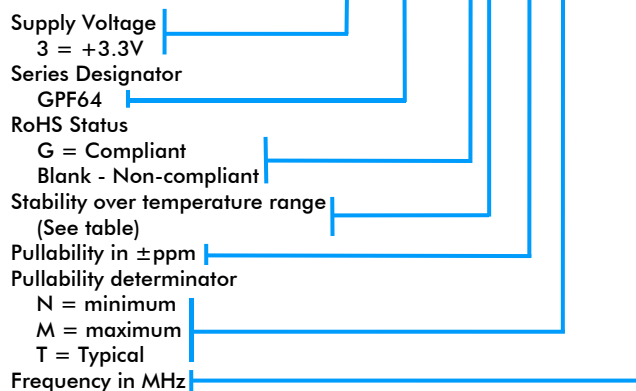 Supply Voltage
3 = +3.3V
Series Designator
GPF64
RoHS Status
G = Compliant
Blank - Non-compliant
Stability over temperature range
(See table)
Pullability in ±ppm
Pullability determinator
N = minimum
M = maximum
T = Typical
Frequency in MHz